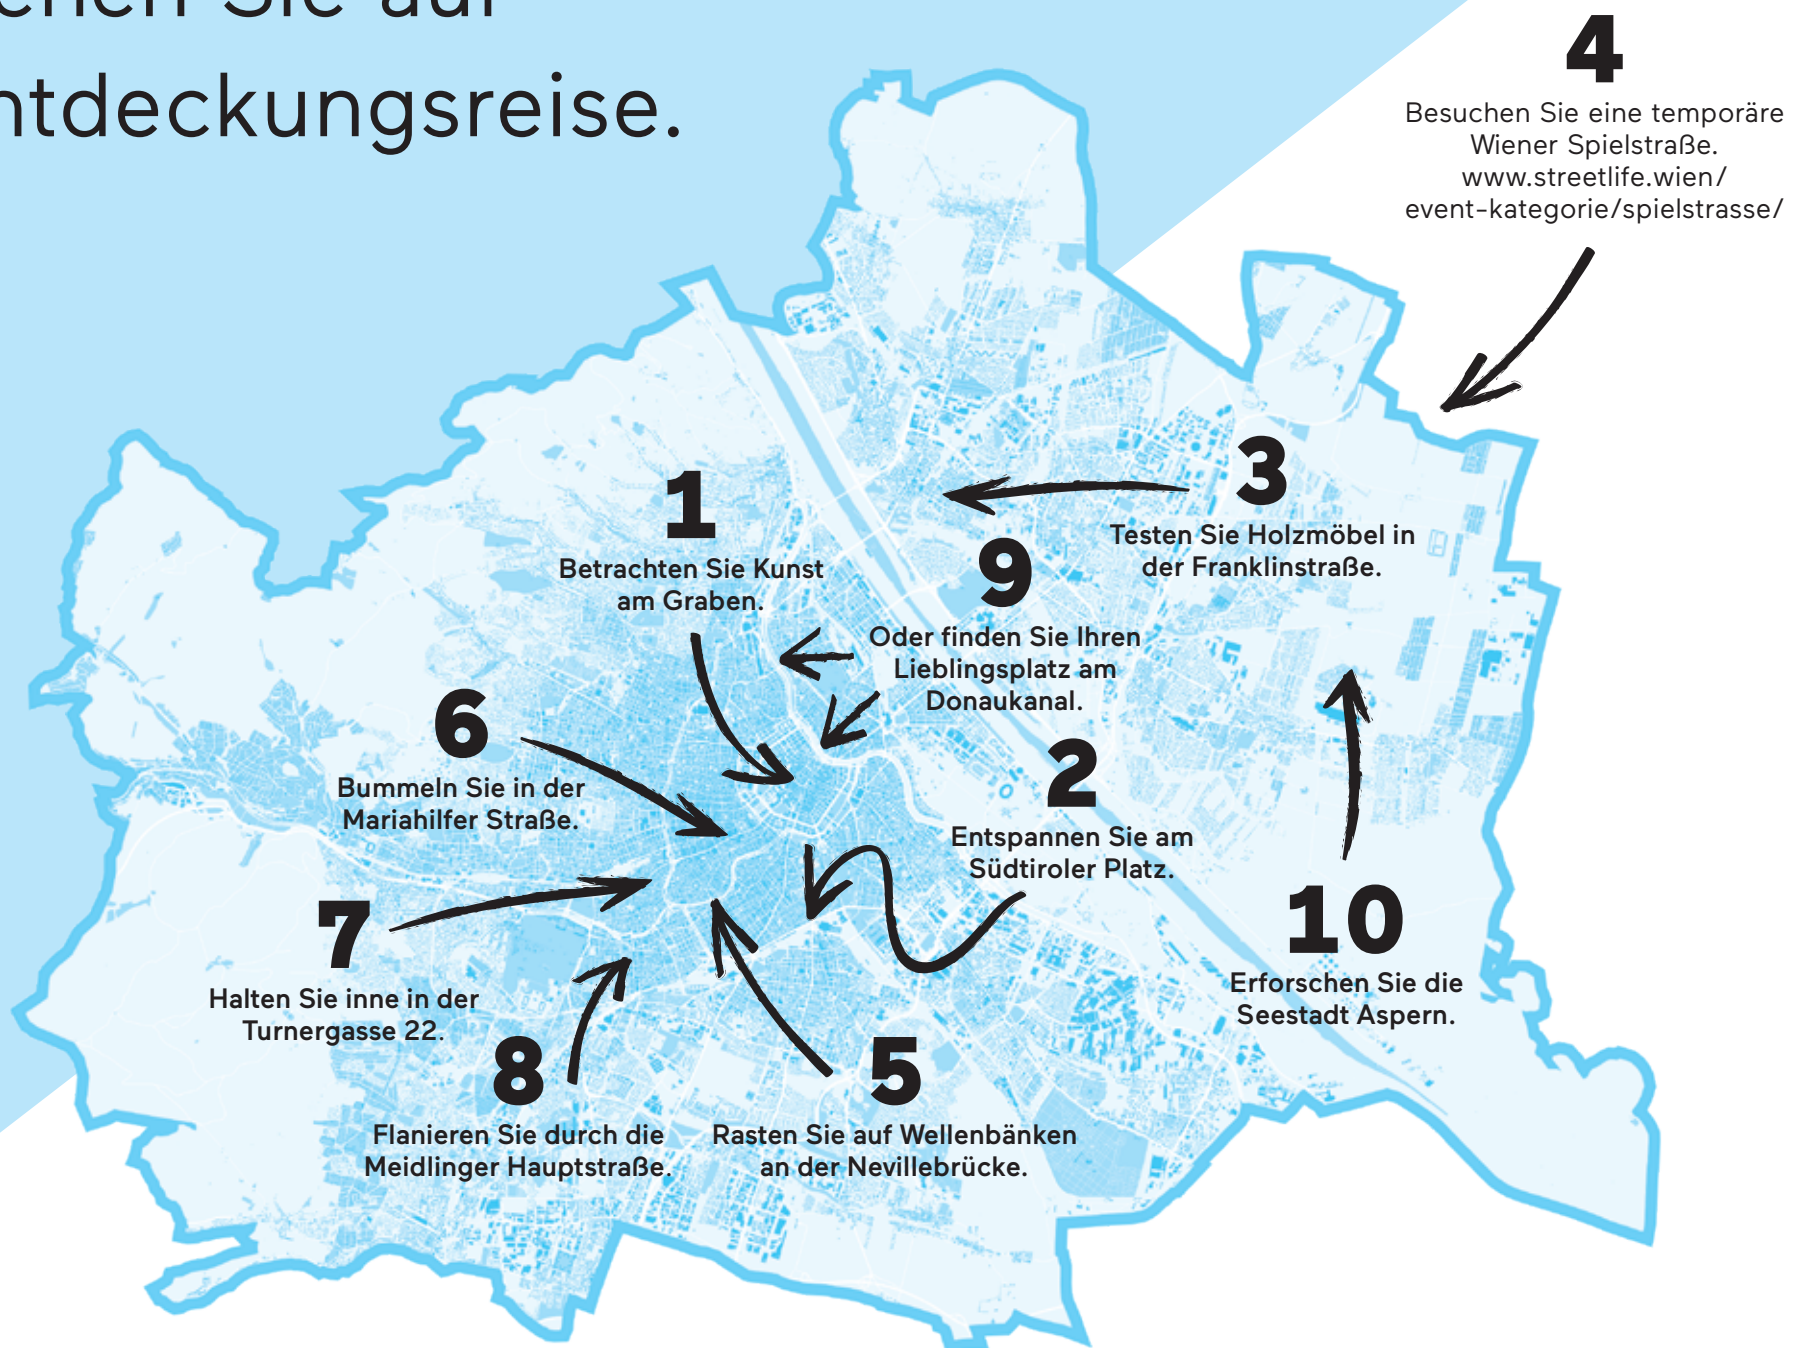 Sie auf
ntdeckungsreise.
4
Besuchen Sie eine temporäre
Wiener Spielstraße.
www.streetlife.wien/
event-kategorie/spielstrasse/
3
Testen Sie Holzmöbel in
der Franklinstraße.
1
Betrachten Sie Kunst
am Graben.
9
Oder finden Sie Ihren
Lieblingsplatz am
Donaukanal.
6
Bummeln Sie in der
Mariahilfer Straße.
2
Entspannen Sie am
Südtiroler Platz.
7
Halten Sie inne in der
Turnergasse 22.
10
Erforschen Sie die
Seestadt Aspern.
8
Flanieren Sie durch die
Meidlinger Hauptstraße.
5
Rasten Sie auf Wellenbänken
an der Nevillebrücke.